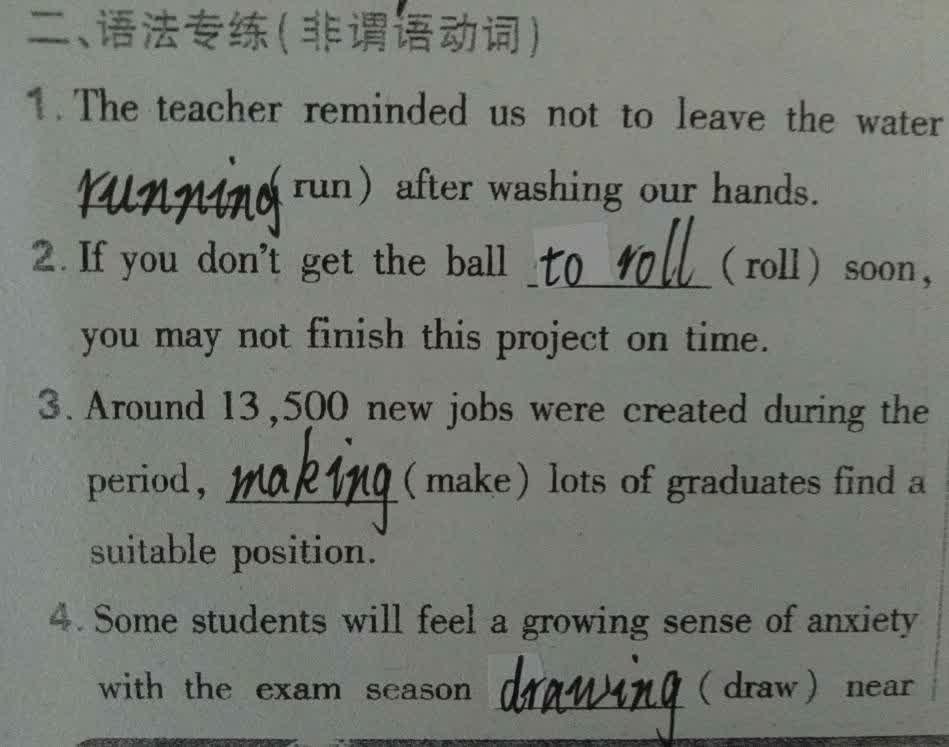 二、语法专练(非谓语动词)
1. The teacher reminded us not to leave the water
running(run) after washing our hands.
2. If you don't get the ball to roll (roll) soon,
you may not finish this project on time.
3. Around 13,500 new jobs were created during the
period, making (make) lots of graduates find a
suitable position.
4. Some students will feel a growing sense of anxiety
with the exam season drawing (draw) near